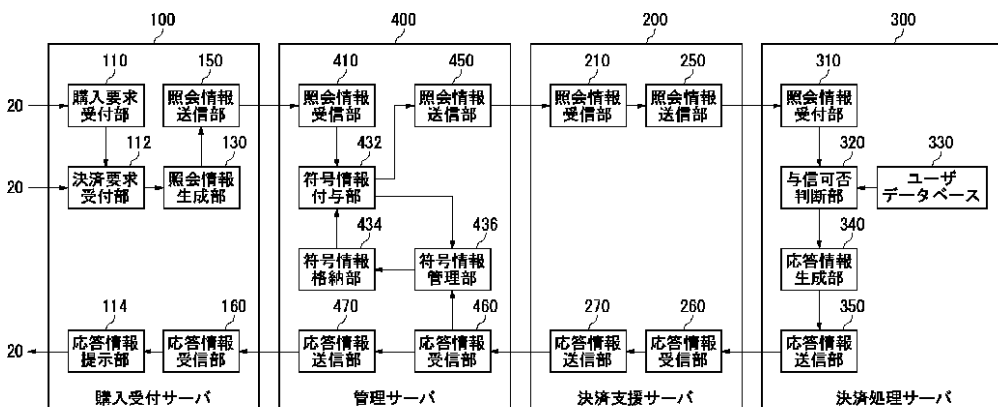 100
400
200
300
110
150
410
450
210
250
310
20
購入要求
受付部
照会情報
送信部
照会情報
受信部
照会情報
送信部
照会情報
受信部
照会情報
送信部
照会情報
受付部
112
130
432
320
330
20
決済要求
受付部
照会情報
生成部
符号情報
付与部
与信可否
判断部
ユーザ
データベース
434
436
340
符号情報
格納部
符号情報
管理部
応答情報
生成部
114
160
470
460
270
260
350
20
応答情報
提示部
応答情報
受信部
応答情報
送信部
応答情報
受信部
応答情報
送信部
応答情報
受信部
応答情報
送信部
購入受付サーバ
管理サーバ
決済支援サーバ
決済処理サーバ